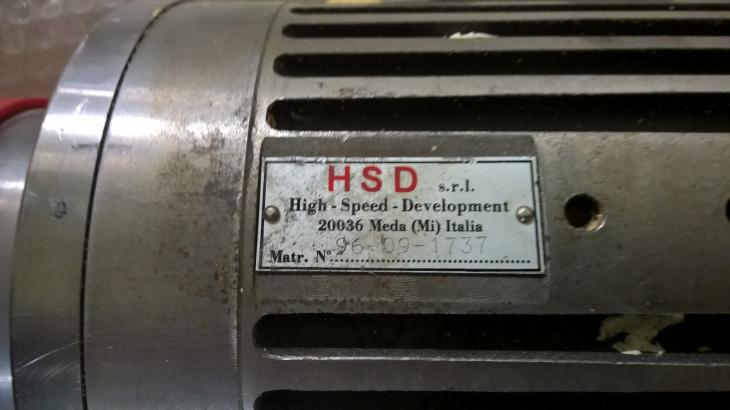 HSD s.r.l.
High - Speed - Development
20036 Meda (Mi) Italia
96-09-1737
Matr. N°